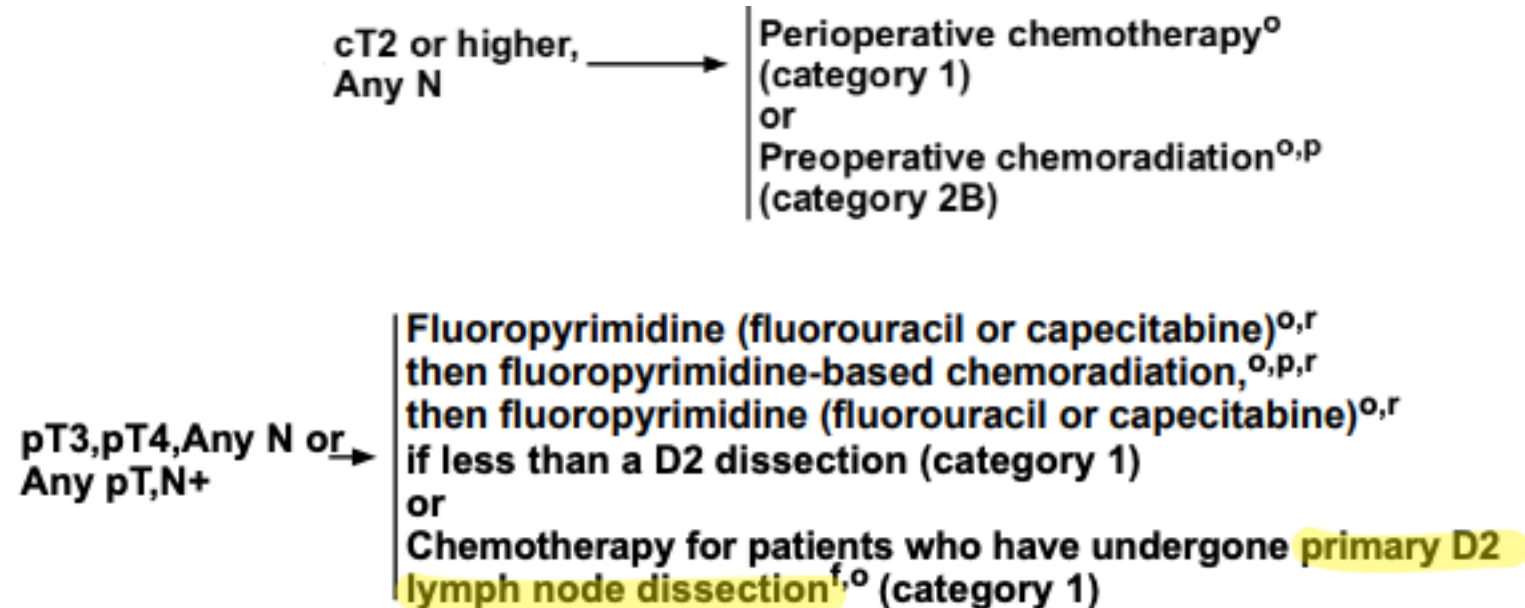 cT2 or higher,
Any N
Perioperative chemotherapyᵒ
(category 1)
or
Preoperative chemoradiationᵒ,ᵖ
(category 2B)
pT3,pT4,Any N or
Any pT,N+
Fluoropyrimidine (fluorouracil or capecitabine)ᵒ,ʳ
then fluoropyrimidine-based chemoradiation,ᵒ,ᵖ,ʳ
then fluoropyrimidine (fluorouracil or capecitabine)ᵒ,ʳ
if less than a D2 dissection (category 1)
or
Chemotherapy for patients who have undergone primary D2
lymph node dissectionᶠ,ᵒ (category 1)